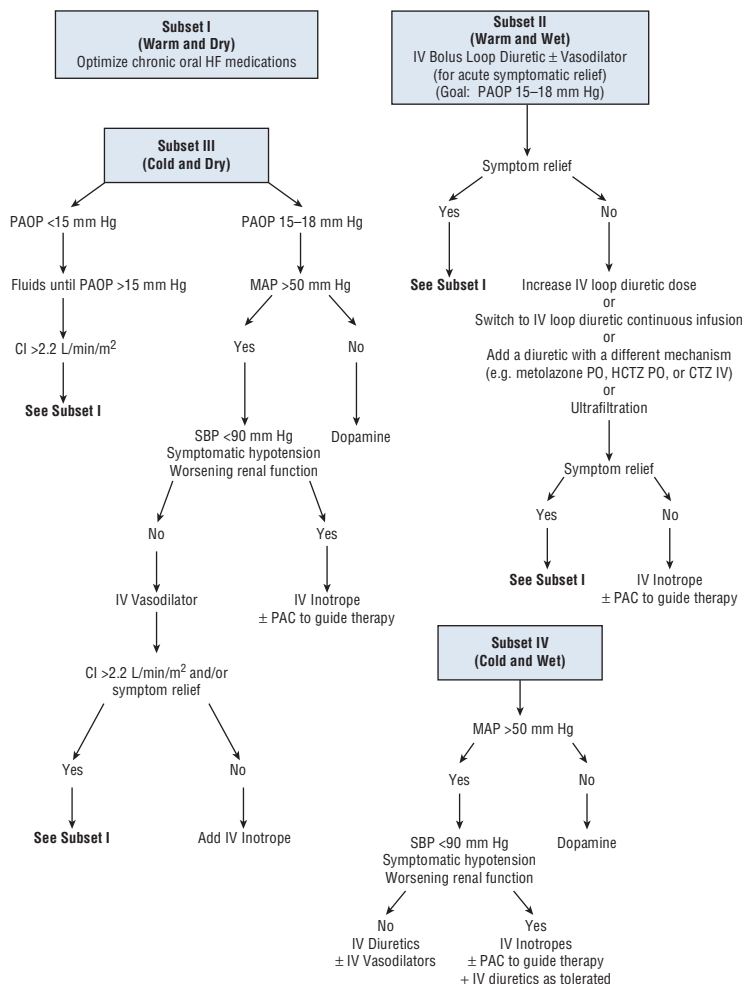 Subset I
(Warm and Dry)
Optimize chronic oral HF medications
Subset II
(Warm and Wet)
IV Bolus Loop Diuretic ± Vasodilator
(for acute symptomatic relief)
(Goal: PAOP 15–18 mm Hg)
Symptom relief
Yes
No
See Subset I
Increase IV loop diuretic dose
or
Switch to IV loop diuretic continuous infusion
or
Add a diuretic with a different mechanism
(e.g. metolazone PO, HCTZ PO, or CTZ IV)
or
Ultrafiltration
Symptom relief
Yes
No
See Subset I
IV Inotrope
± PAC to guide therapy
Subset III
(Cold and Dry)
PAOP <15 mm Hg
PAOP 15–18 mm Hg
Fluids until PAOP >15 mm Hg
MAP >50 mm Hg
CI >2.2 L/min/m²
Yes
No
See Subset I
SBP <90 mm Hg
Symptomatic hypotension
Worsening renal function
Dopamine
No
Yes
IV Vasodilator
IV Inotrope
± PAC to guide therapy
CI >2.2 L/min/m² and/or
symptom relief
Yes
No
See Subset I
Add IV Inotrope
Subset IV
(Cold and Wet)
MAP >50 mm Hg
Yes
No
SBP <90 mm Hg
Symptomatic hypotension
Worsening renal function
Dopamine
No
IV Diuretics
± IV Vasodilators
Yes
IV Inotropes
± PAC to guide therapy
+ IV diuretics as tolerated